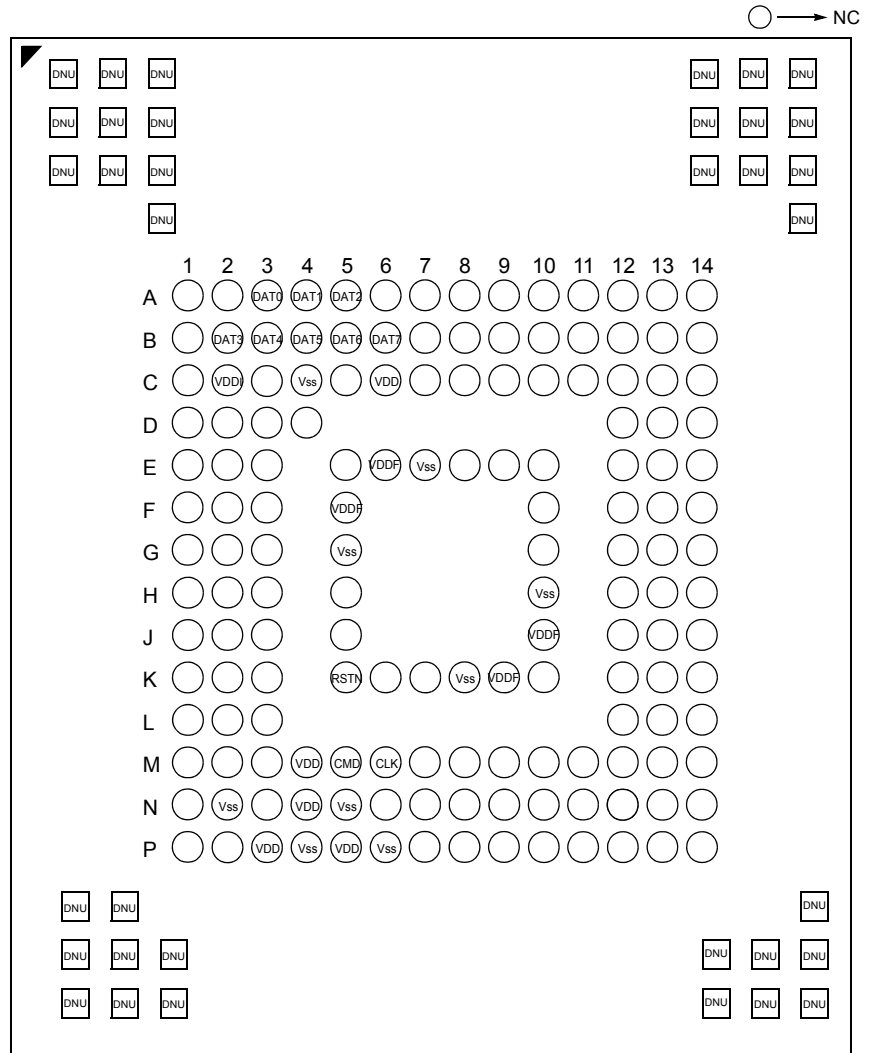 NC
DNU DNU DNU DNU DNU DNU
DNU DNU DNU DNU DNU DNU
DNU DNU DNU DNU DNU DNU
DNU DNU
1 2 3 4 5 6 7 8 9 10 11 12 13 14
A DAT0 DAT1 DAT2
B DAT3 DAT4 DAT5 DAT6 DAT7
C VDDI Vss VDD
D
E VDDF Vss
F VDDF
G Vss
H Vss
J VDDF
K RSTN Vss VDDF
L
M VDD CMD CLK
N Vss VDD Vss
P VDD Vss VDD Vss
DNU DNU DNU
DNU DNU DNU DNU DNU DNU
DNU DNU DNU DNU DNU DNU